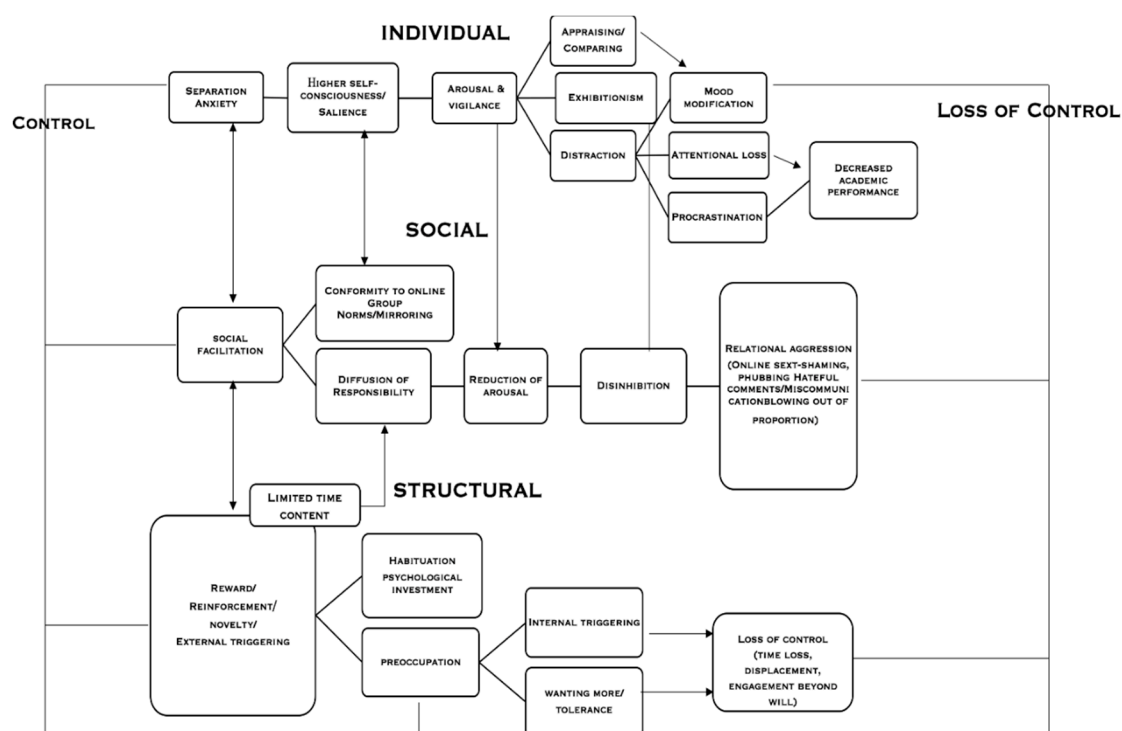 INDIVIDUAL
APPRAISING/
COMPARING
SEPARATION
ANXIETY
HIGHER SELF-
CONSCIOUSNESS/
SALIENCE
AROUSAL &
VIGILANCE
EXHIBITIONISM
MOOD
MODIFICATION
CONTROL
LOSS OF CONTROL
DISTRACTION
ATTENTIONAL LOSS
DECREASED
ACADEMIC
PERFORMANCE
PROCRASTINATION
SOCIAL
CONFORMITY TO ONLINE
GROUP
NORMS/MIRRORING
SOCIAL
FACILITATION
DIFFUSION OF
RESPONSIBILITY
REDUCTION OF
AROUSAL
DISINHIBITION
RELATIONAL AGGRESSION
(ONLINE SEXT-SHAMING,
PHUBBING HATEFUL
COMMENTS/MISCOMMUNI
CATIONBLOWING OUT OF
PROPORTION)
STRUCTURAL
LIMITED TIME
CONTENT
REWARD/
REINFORCEMENT/
NOVELTY/
EXTERNAL TRIGGERING
HABITUATION
PSYCHOLOGICAL
INVESTMENT
PREOCCUPATION
INTERNAL TRIGGERING
WANTING MORE/
TOLERANCE
LOSS OF CONTROL
(TIME LOSS,
DISPLACEMENT,
ENGAGEMENT BEYOND
WILL)